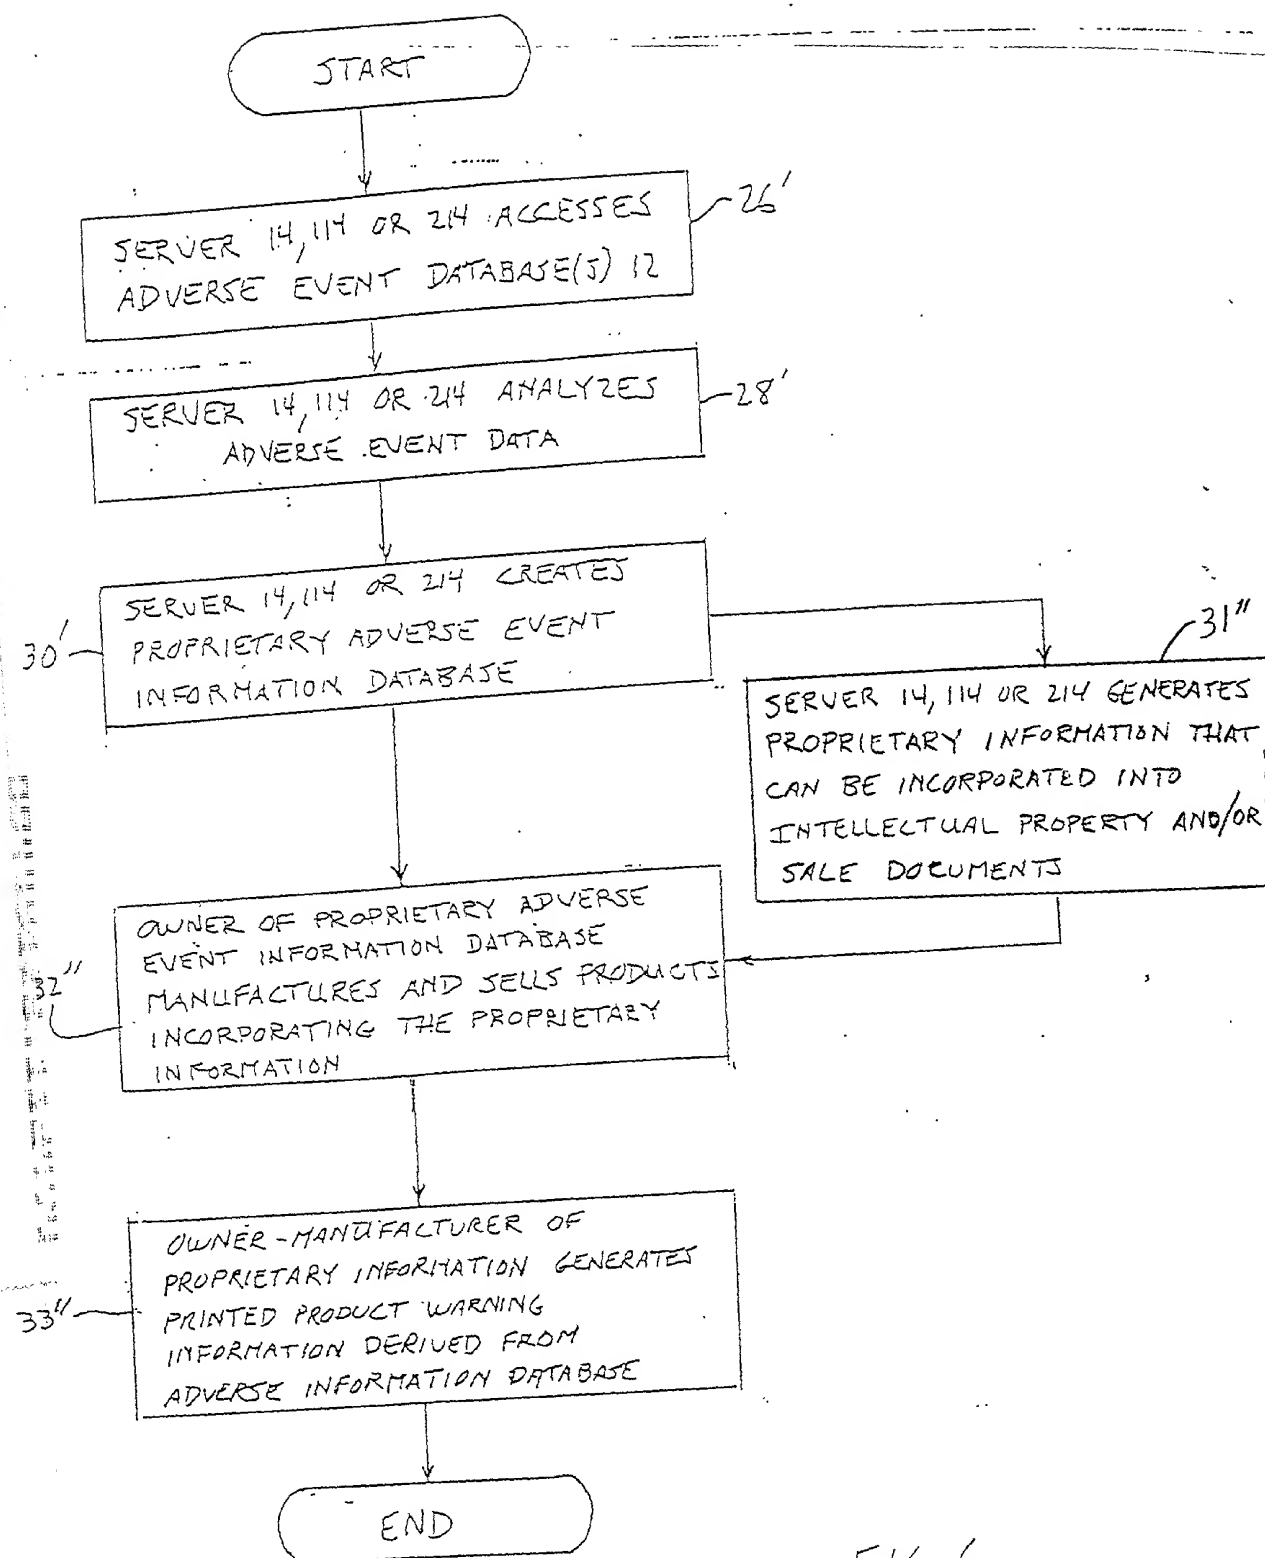 START
SERVER 14,114 OR 214 ACCESSES
ADVERSE EVENT DATABASE(S) 12
26'
SERVER 14,114 OR 214 ANALYZES
ADVERSE EVENT DATA
28'
SERVER 14,114 OR 214 CREATES
PROPRIETARY ADVERSE EVENT
INFORMATION DATABASE
30'
31"
SERVER 14,114 OR 214 GENERATES
PROPRIETARY INFORMATION THAT
CAN BE INCORPORATED INTO
INTELLECTUAL PROPERTY AND/OR
SALE DOCUMENTS
OWNER OF PROPRIETARY ADVERSE
EVENT INFORMATION DATABASE
MANUFACTURES AND SELLS PRODUCTS
INCORPORATING THE PROPRIETARY
INFORMATION
32"
OWNER-MANUFACTURER OF
PROPRIETARY INFORMATION GENERATES
PRINTED PRODUCT WARNING
INFORMATION DERIVED FROM
ADVERSE INFORMATION DATABASE
33"
END